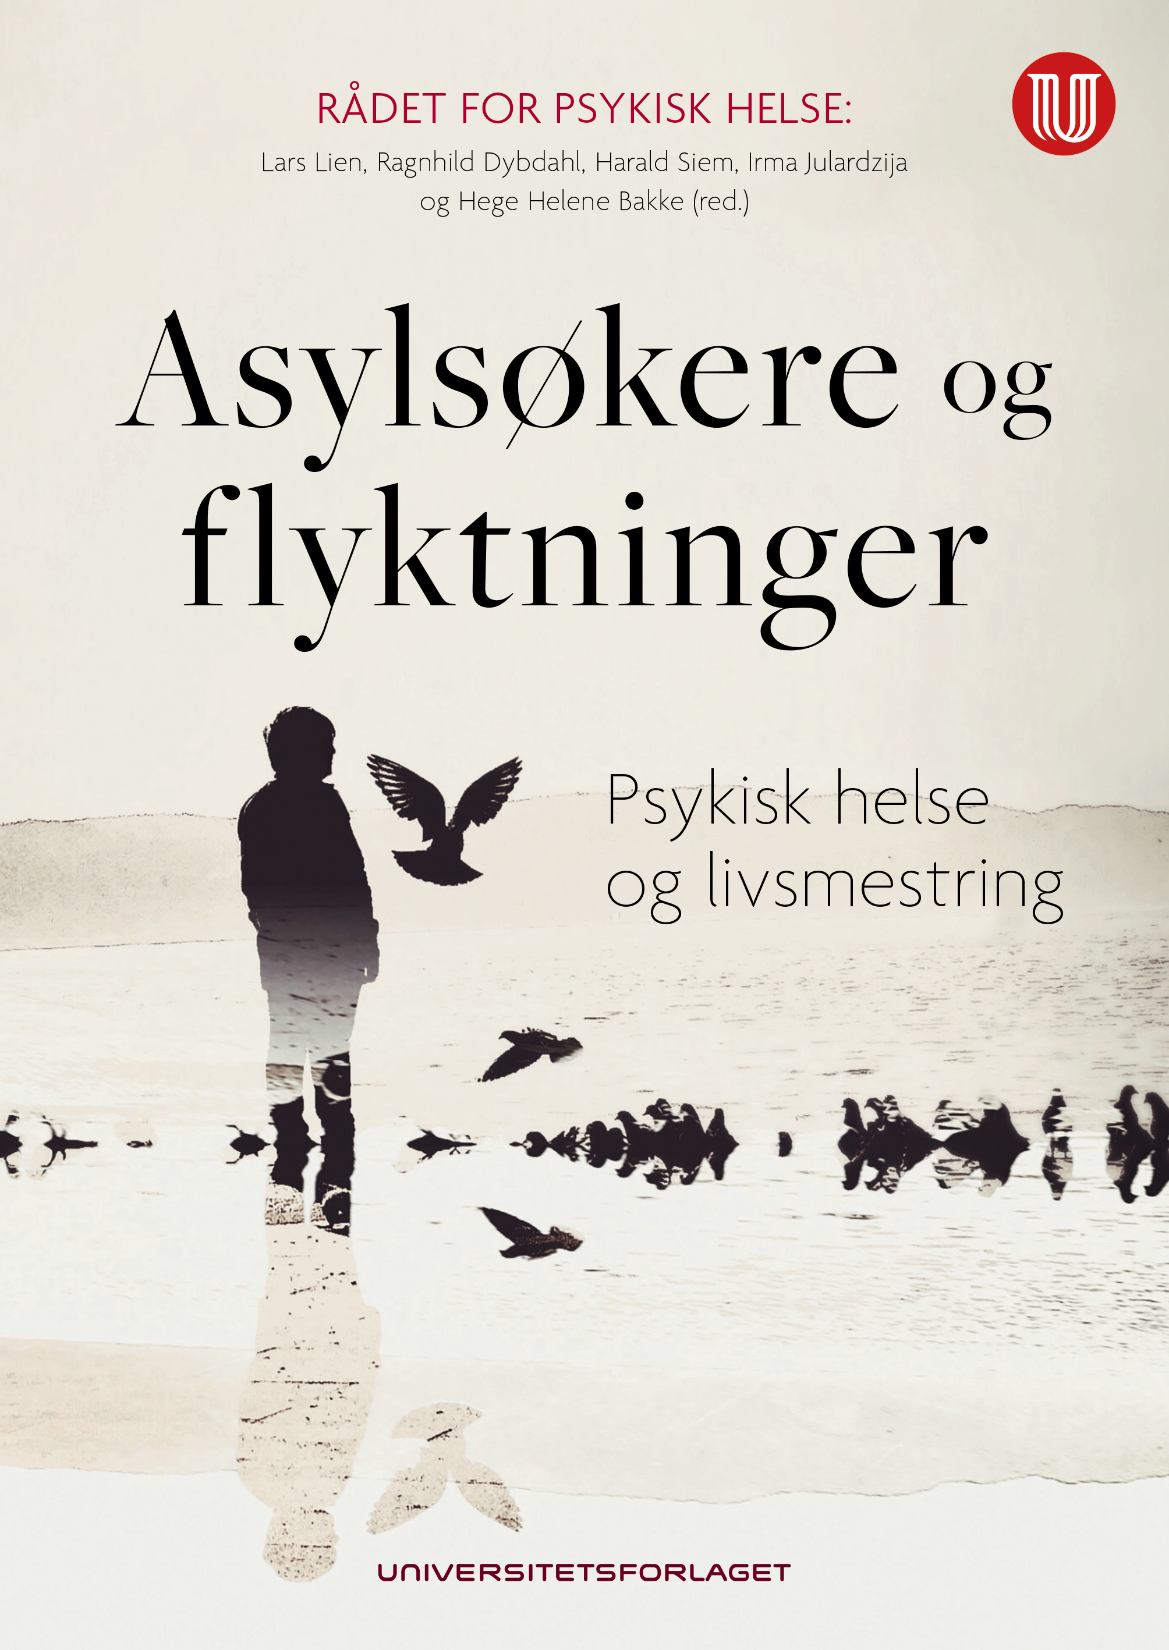 RÅDET FOR PSYKISK HELSE:
Lars Lien, Ragnhild Dybdahl, Harald Siem, Irma Julardzija
og Hege Helene Bakke (red.)
Asylsøkere og
flyktninger
Psykisk helse
og livsmestring
UNIVERSITETSFORLAGET